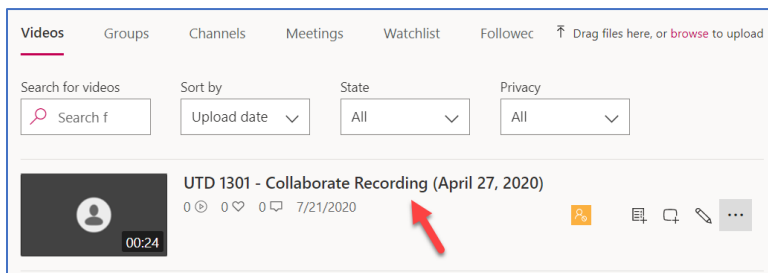 Videos Groups Channels Meetings Watchlist Followec Drag files here, or browse to upload
Search for videos Sort by State Privacy
Search f Upload date All All
UTD 1301 - Collaborate Recording (April 27, 2020)
0 0 0 7/21/2020
00:24